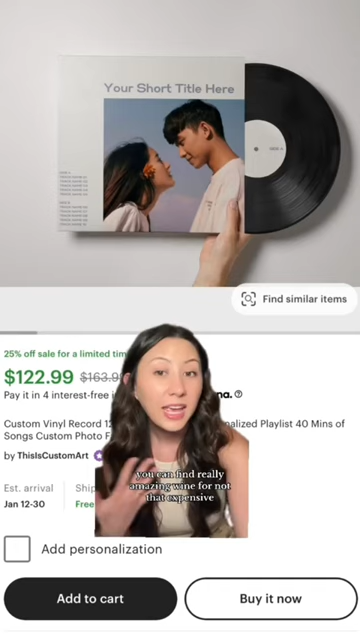 Your Short Title Here
SIDE A
Find similar items
25% off sale for a limited tim
$122.99 $163.9
Pay it in 4 interest-free i na.
Custom Vinyl Record 12 nalized Playlist 40 Mins of
Songs Custom Photo F
by ThisIsCustomArt
you can find really
amazing wine for not
that expensive
Est. arrival Ship
Jan 12-30 Free
Add personalization
Add to cart Buy it now